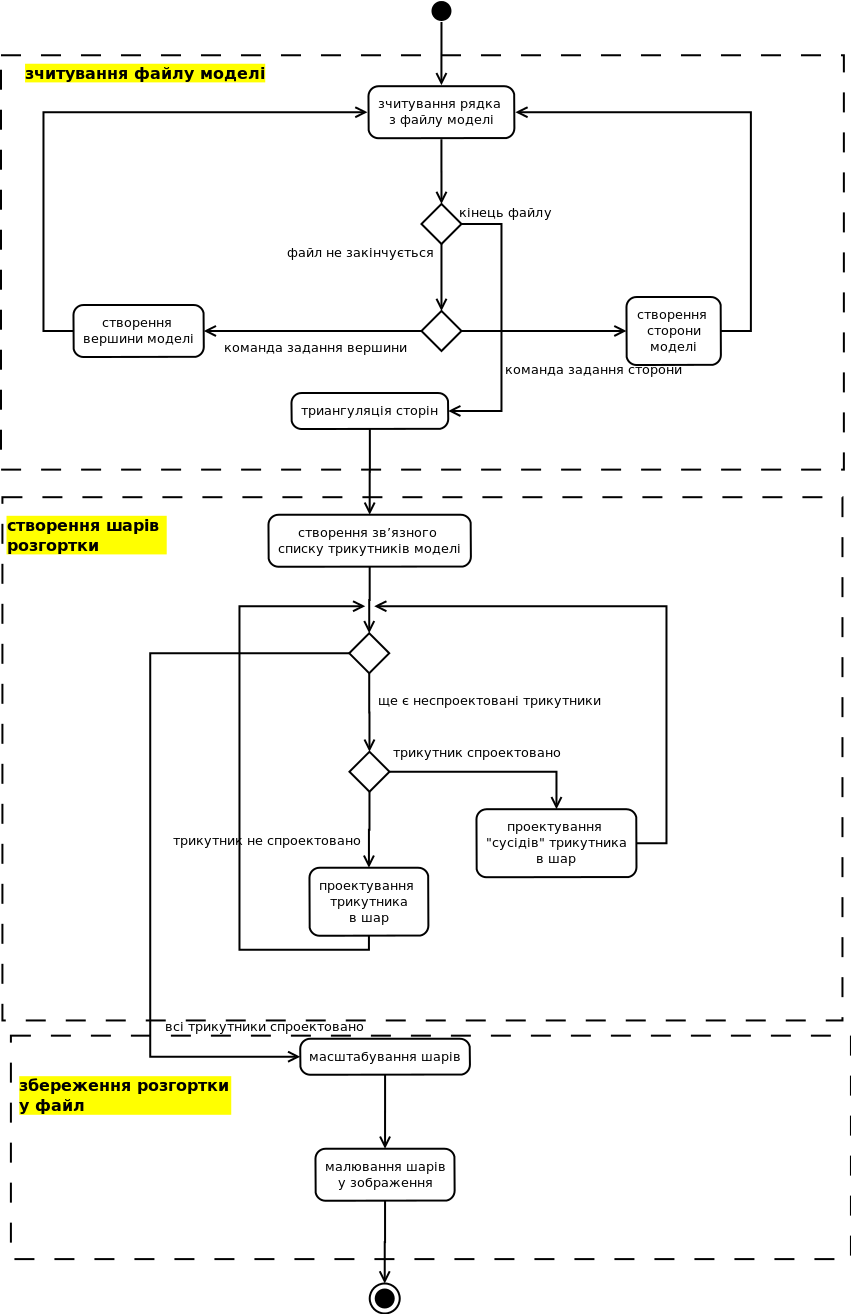 зчитування файлу моделі
зчитування рядка
з файлу моделі
кінець файлу
файл не закінчується
створення
вершини моделі
команда задання вершини
створення
сторони
моделі
команда задання сторони
триангуляція сторін
створення шарів
розгортки
створення зв’язного
списку трикутників моделі
ще є неспроектовані трикутники
трикутник спроектовано
проектування
"сусідів" трикутника
в шар
трикутник не спроектовано
проектування
трикутника
в шар
всі трикутники спроектовано
масштабування шарів
збереження розгортки
у файл
малювання шарів
у зображення